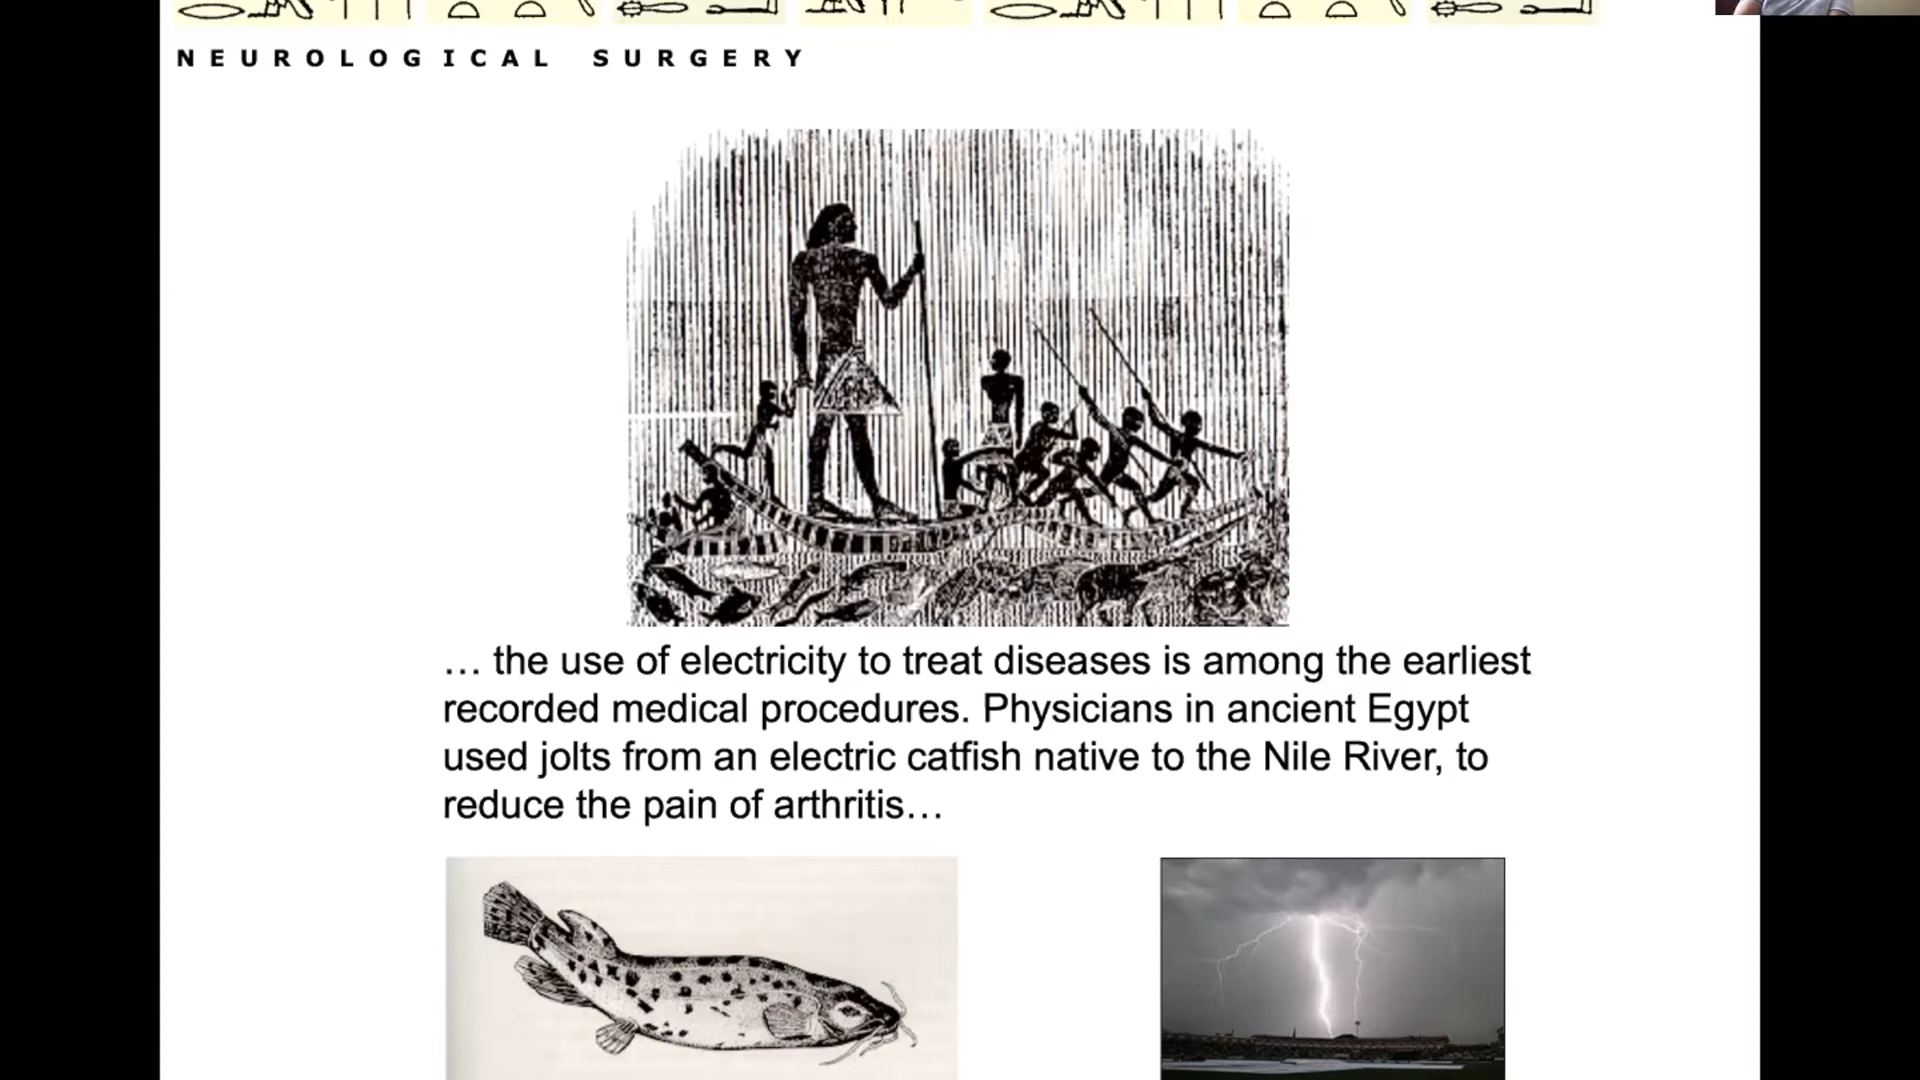 NEUROLOGICAL SURGERY
… the use of electricity to treat diseases is among the earliest
recorded medical procedures. Physicians in ancient Egypt
used jolts from an electric catfish native to the Nile River, to
reduce the pain of arthritis…